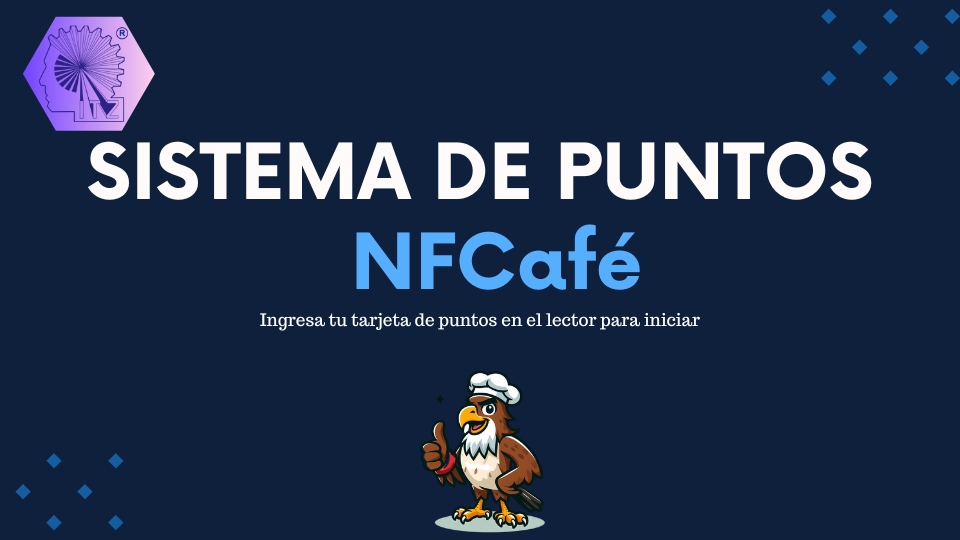 ®
ITZ
SISTEMA DE PUNTOS
NFCafé
Ingresa tu tarjeta de puntos en el lector para iniciar